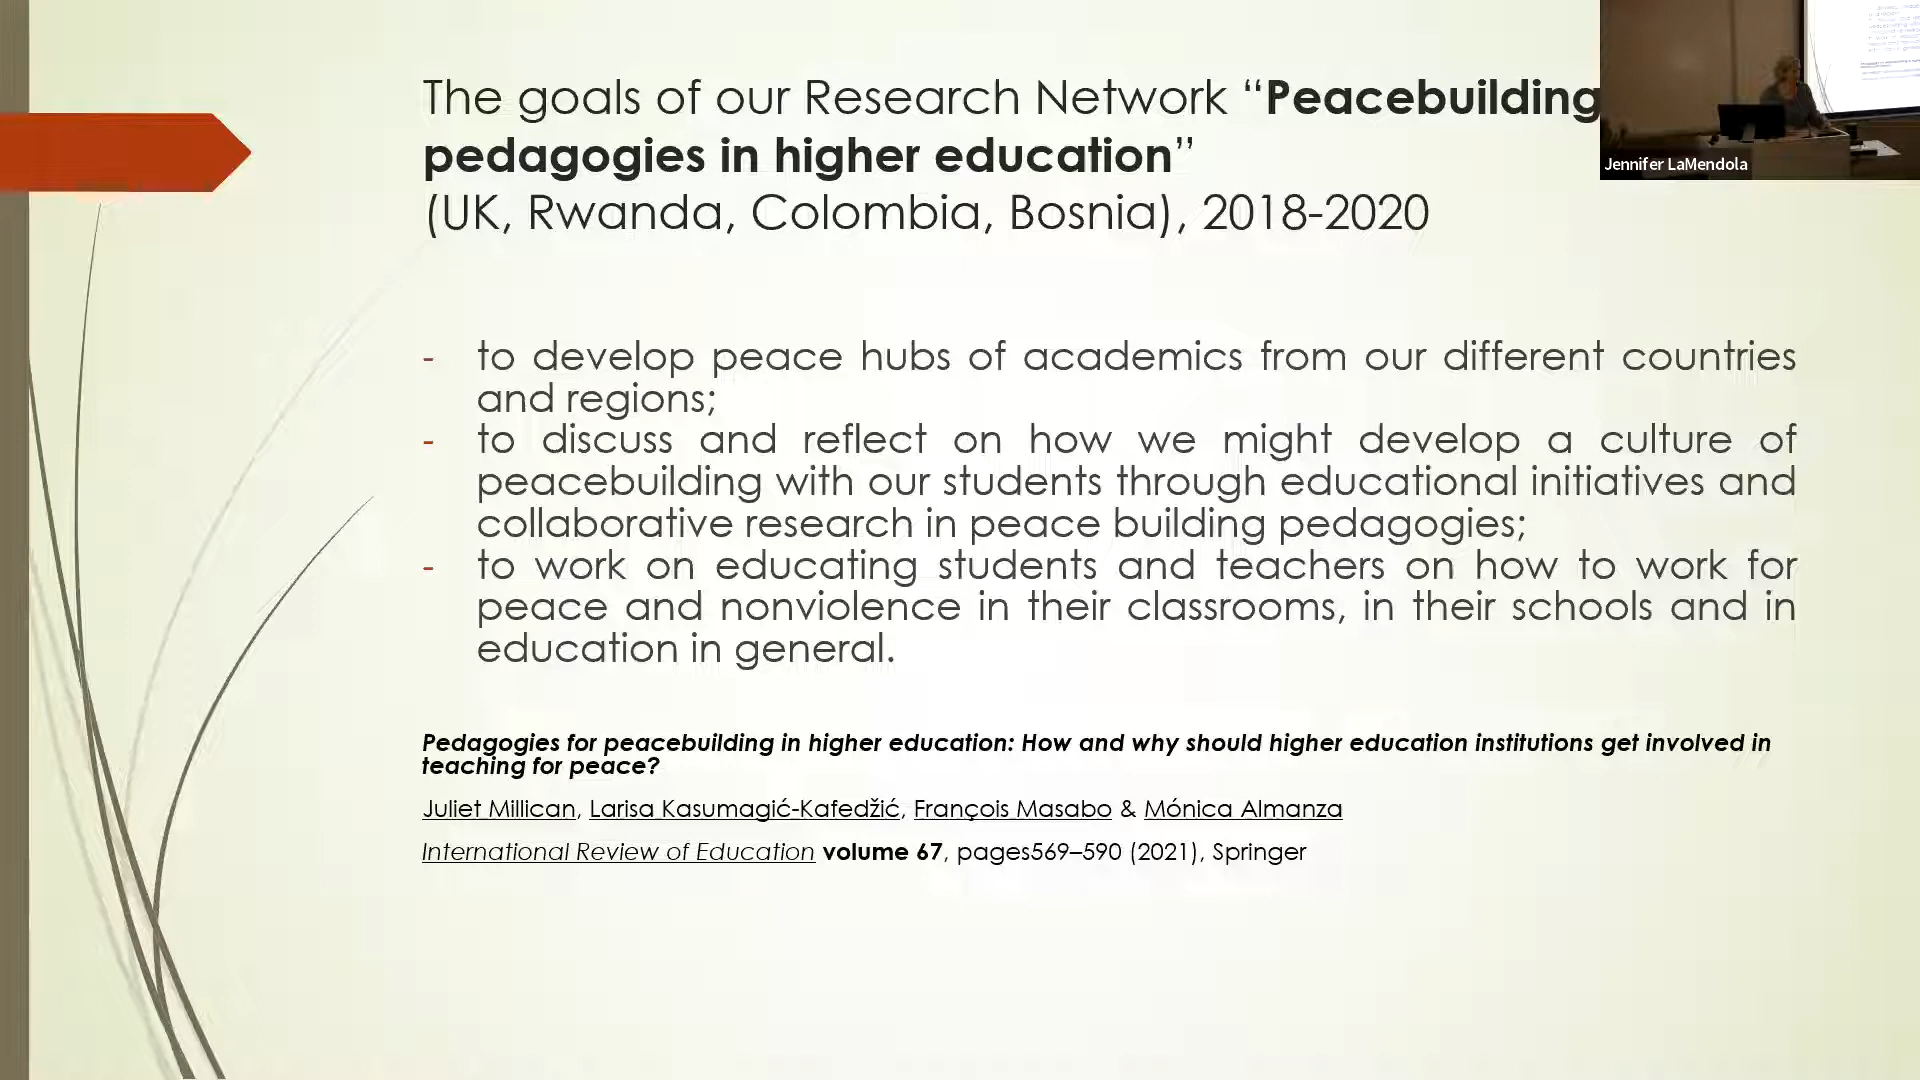 The goals of our Research Network “Peacebuilding
pedagogies in higher education”
(UK, Rwanda, Colombia, Bosnia), 2018-2020
Jennifer LaMendola
- to develop peace hubs of academics from our different countries
and regions;
- to discuss and reflect on how we might develop a culture of
peacebuilding with our students through educational initiatives and
collaborative research in peace building pedagogies;
- to work on educating students and teachers on how to work for
peace and nonviolence in their classrooms, in their schools and in
education in general.
Pedagogies for peacebuilding in higher education: How and why should higher education institutions get involved in
teaching for peace?
Juliet Millican, Larisa Kasumagić-Kafedžić, François Masabo & Mónica Almanza
International Review of Education volume 67, pages569–590 (2021), Springer